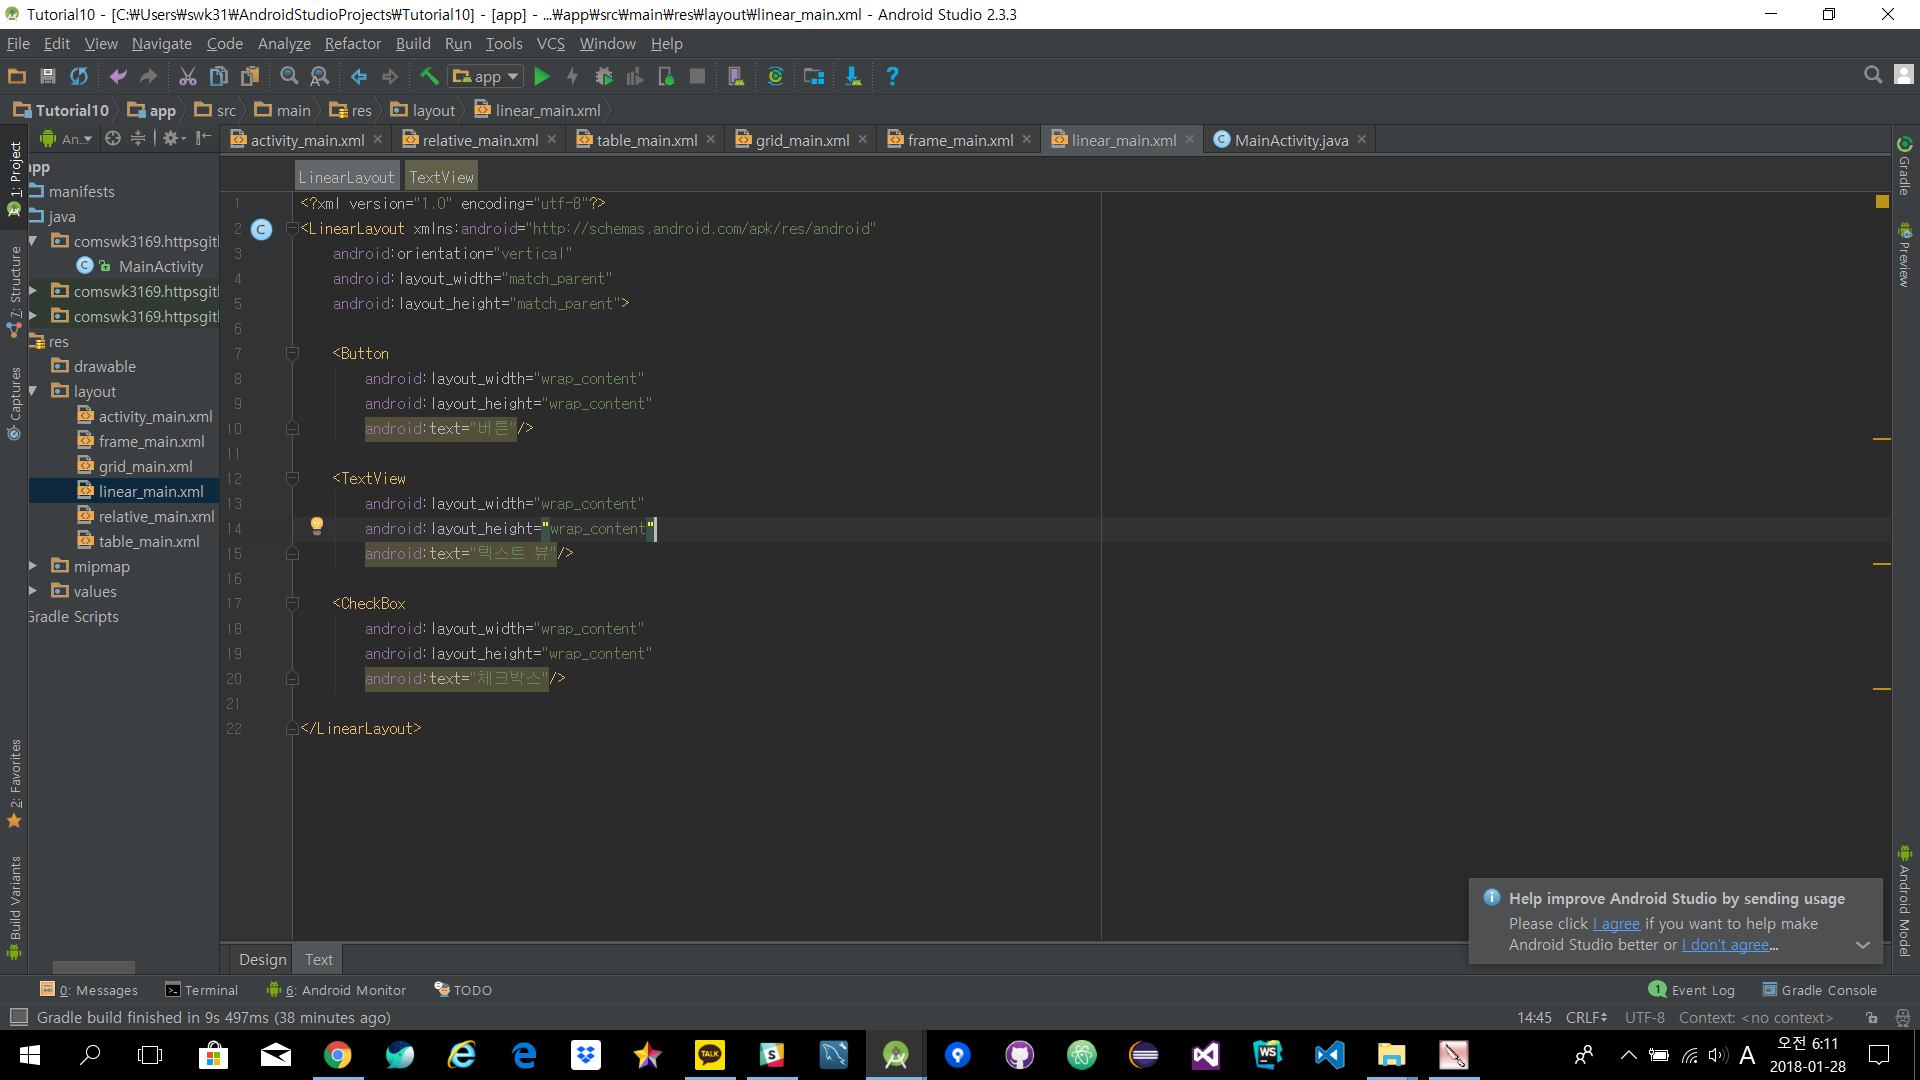 Tutorial10 - [C:₩Users₩swk31₩AndroidStudioProjects₩Tutorial10] - [app] - ...₩app₩src₩main₩res₩layout₩linear_main.xml - Android Studio 2.3.3
File Edit View Navigate Code Analyze Refactor Build Run Tools VCS Window Help
app
Tutorial10 app src main res layout linear_main.xml
An...
activity_main.xml relative_main.xml table_main.xml grid_main.xml frame_main.xml linear_main.xml MainActivity.java
LinearLayout TextView
1: Project
7: Structure
Captures
2: Favorites
Build Variants
app
manifests
java
comswk3169.httpsgit
MainActivity
comswk3169.httpsgit
comswk3169.httpsgit
res
drawable
layout
activity_main.xml
frame_main.xml
grid_main.xml
linear_main.xml
relative_main.xml
table_main.xml
mipmap
values
Gradle Scripts
1 <?xml version="1.0" encoding="utf-8"?>
2 <LinearLayout xmlns:android="http://schemas.android.com/apk/res/android"
3 android:orientation="vertical"
4 android:layout_width="match_parent"
5 android:layout_height="match_parent">
6
7 <Button
8 android:layout_width="wrap_content"
9 android:layout_height="wrap_content"
10 android:text="버튼"/>
11
12 <TextView
13 android:layout_width="wrap_content"
14 android:layout_height="wrap_content"
15 android:text="텍스트 뷰"/>
16
17 <CheckBox
18 android:layout_width="wrap_content"
19 android:layout_height="wrap_content"
20 android:text="체크박스"/>
21
22 </LinearLayout>
Gradle
Preview
Android Model
Help improve Android Studio by sending usage
Please click I agree if you want to help make
Android Studio better or I don't agree...
Design Text
0: Messages Terminal 6: Android Monitor TODO 1 Event Log Gradle Console
Gradle build finished in 9s 497ms (38 minutes ago) 14:45 CRLF UTF-8 Context: <no context>
TALK
WS
A
오전 6:11
2018-01-28